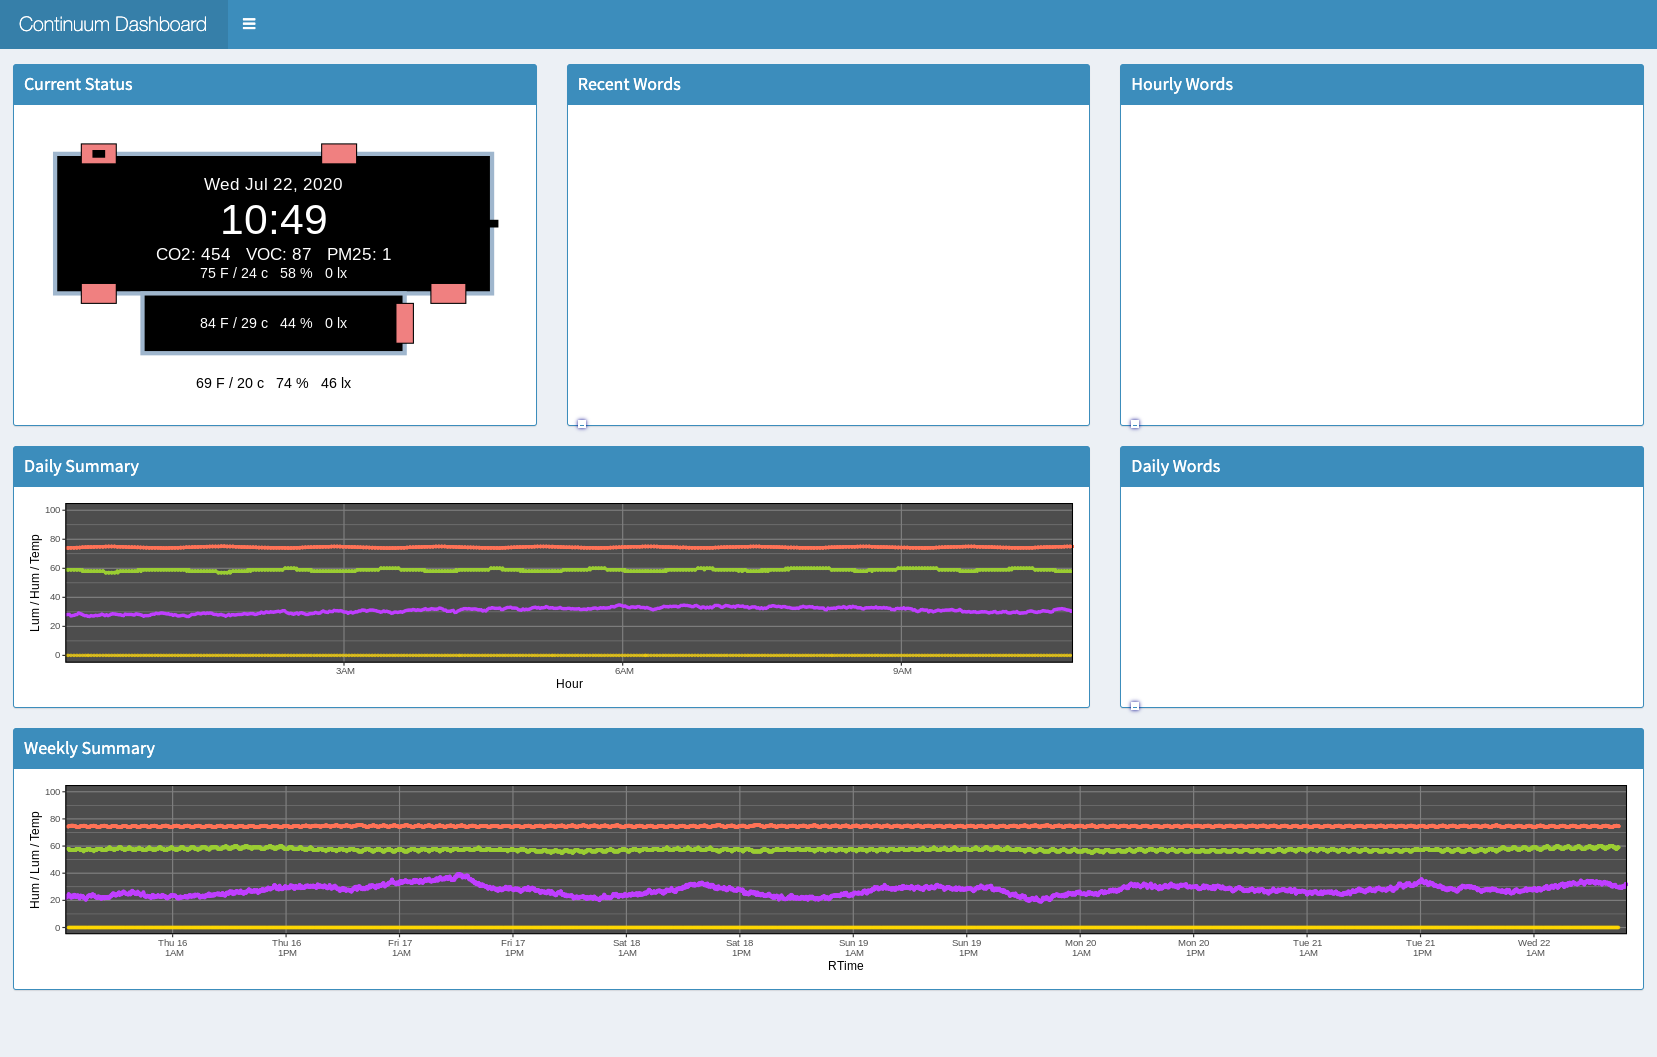 Continuum Dashboard
Current Status
Wed Jul 22, 2020
10:49
CO2: 454 VOC: 87 PM25: 1
75 F / 24 c 58 % 0 lx
84 F / 29 c 44 % 0 lx
69 F / 20 c 74 % 46 lx
Recent Words
Hourly Words
Daily Summary
Lum / Hum / Temp
100
80
60
40
20
0
3AM 6AM 9AM
Hour
Daily Words
Weekly Summary
Hum / Lum / Temp
100
80
60
40
20
0
Thu 16 Thu 16 Fri 17 Fri 17 Sat 18 Sat 18 Sun 19 Sun 19 Mon 20 Mon 20 Tue 21 Tue 21 Wed 22
1AM 1PM 1AM 1PM 1AM 1PM 1AM 1PM 1AM 1PM 1AM 1PM 1AM
RTime